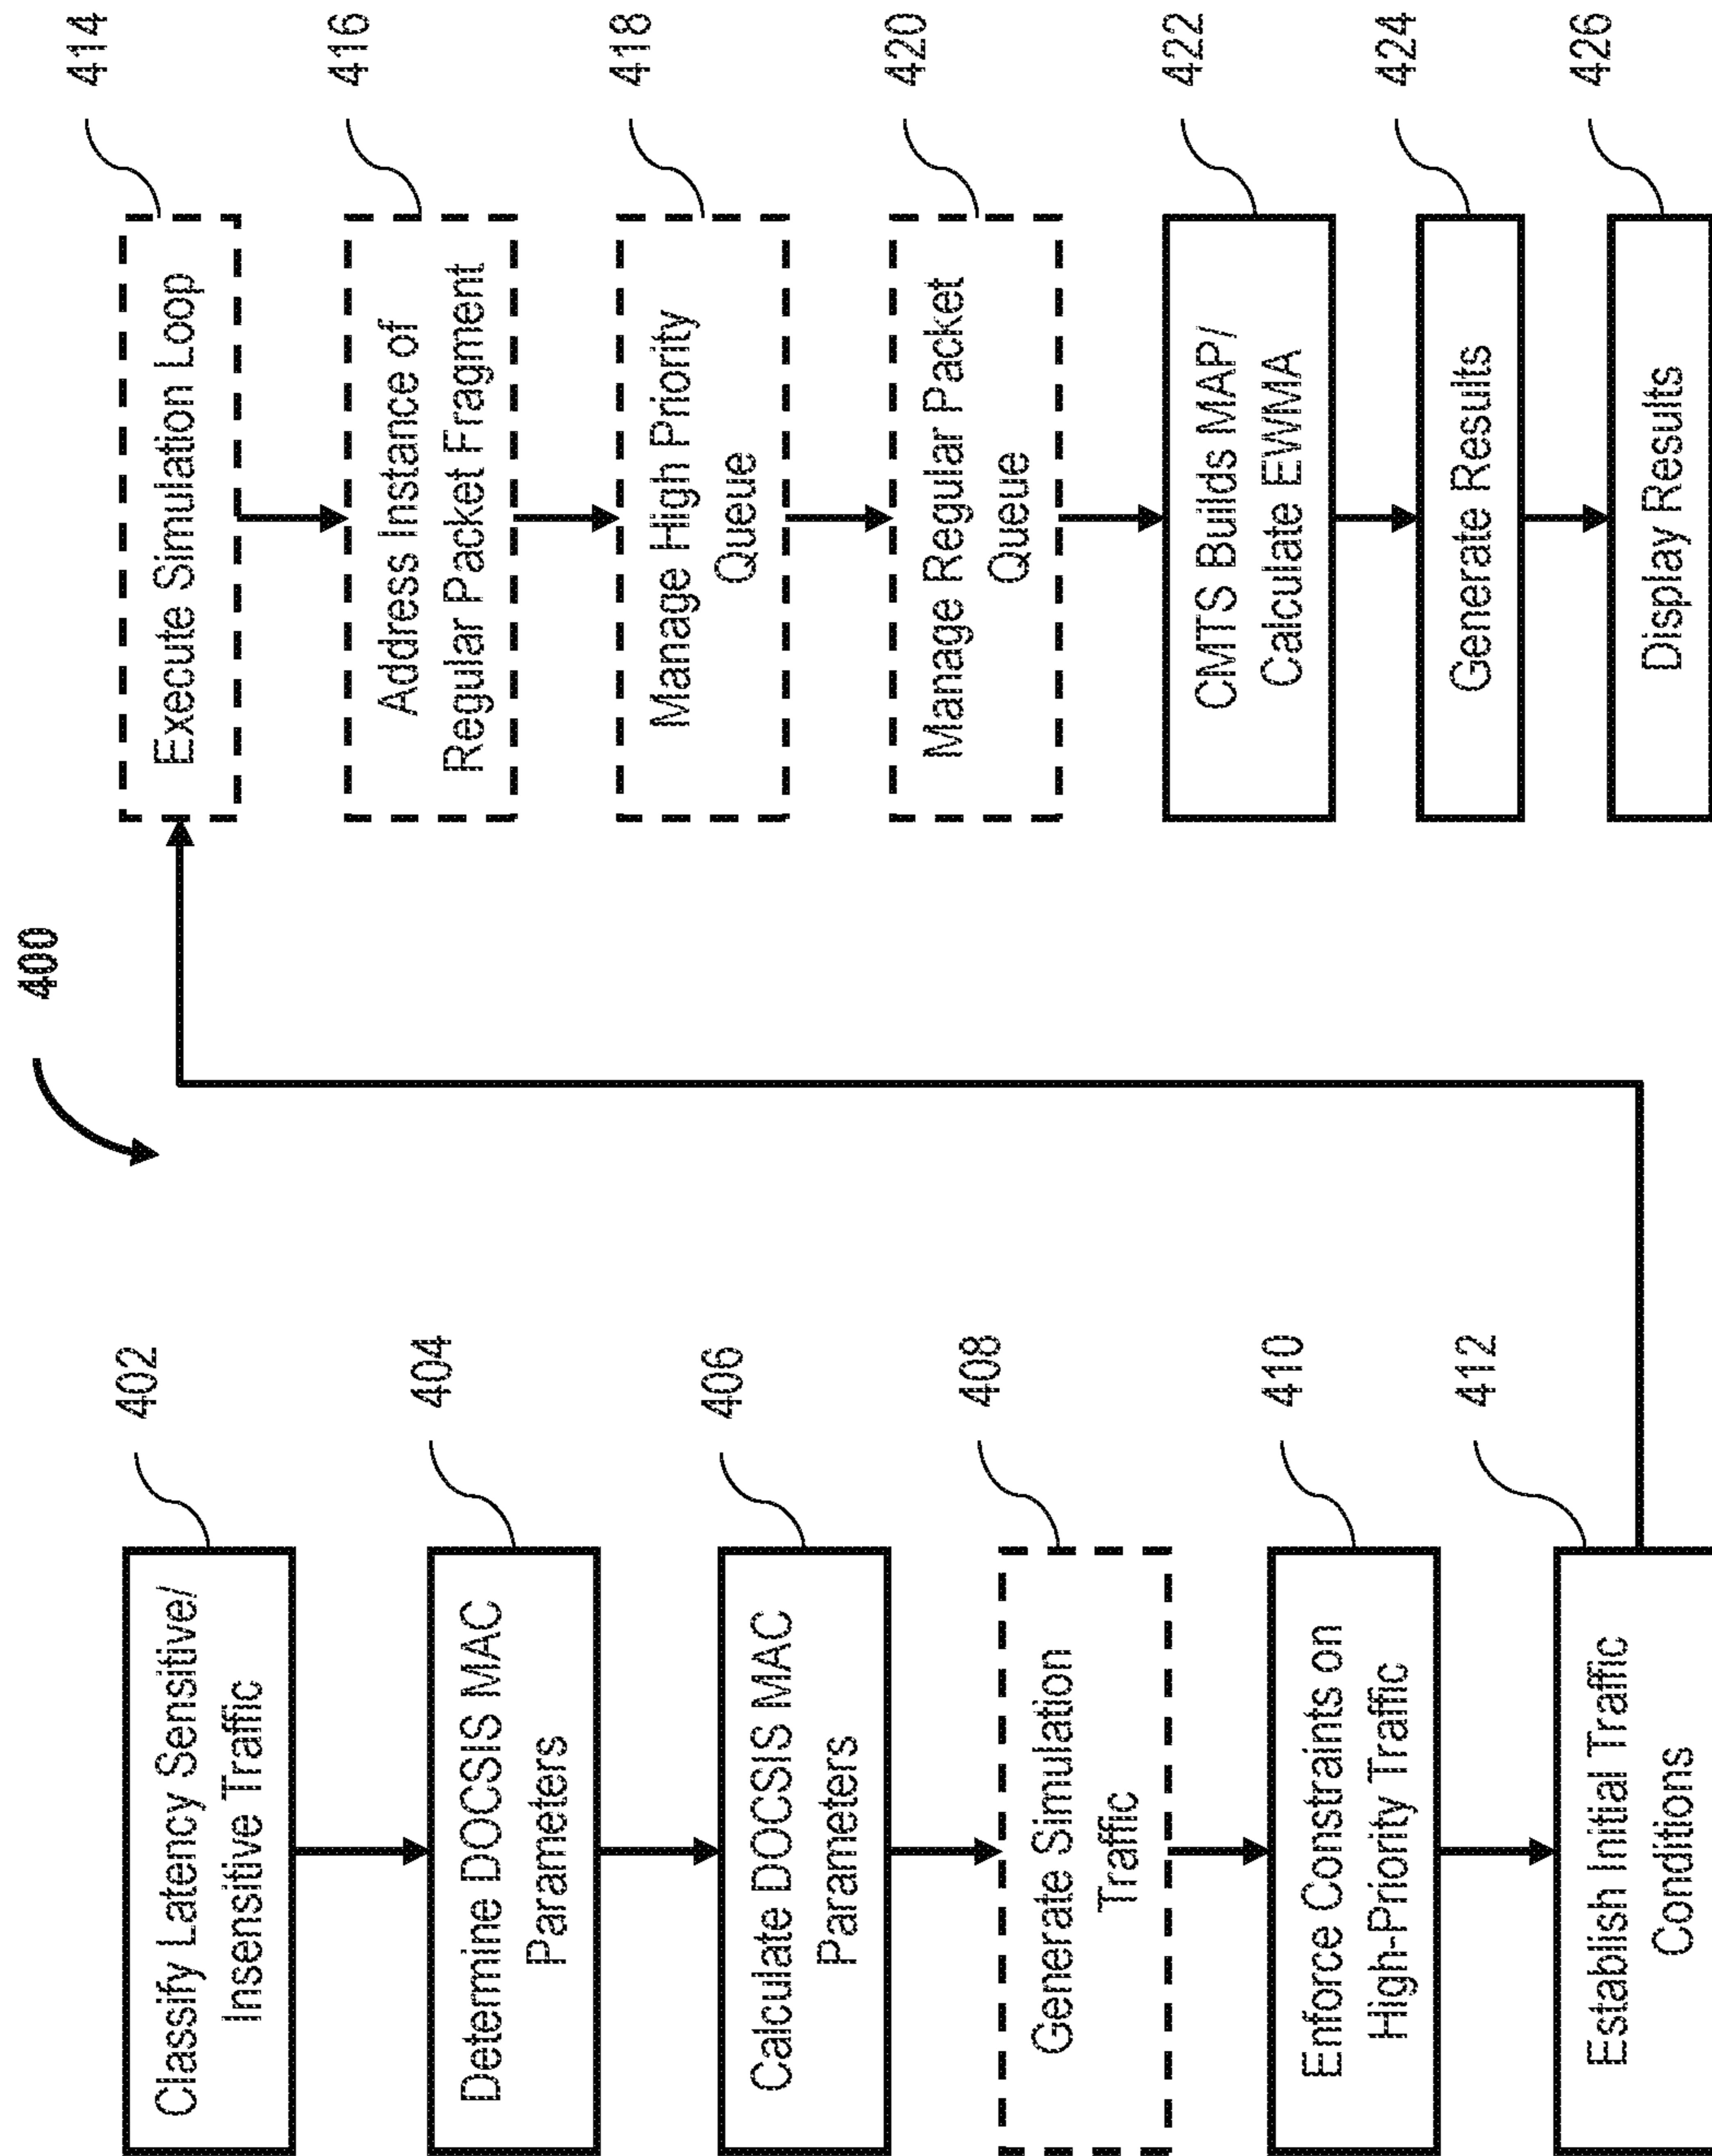 400
Classify Latency Sensitive/
Insensitive Traffic
402
Determine DOCSIS MAC
Parameters
404
Calculate DOCSIS MAC
Parameters
406
Generate Simulation
Traffic
408
Enforce Constraints on
High-Priority Traffic
410
Establish Initial Traffic
Conditions
412
Execute Simulation Loop
414
Address Instance of
Regular Packet Fragment
416
Manage High Priority
Queue
418
Manage Regular Packet
Queue
420
CMTS Builds MAP/
Calculate EWMA
422
Generate Results
424
Display Results
426